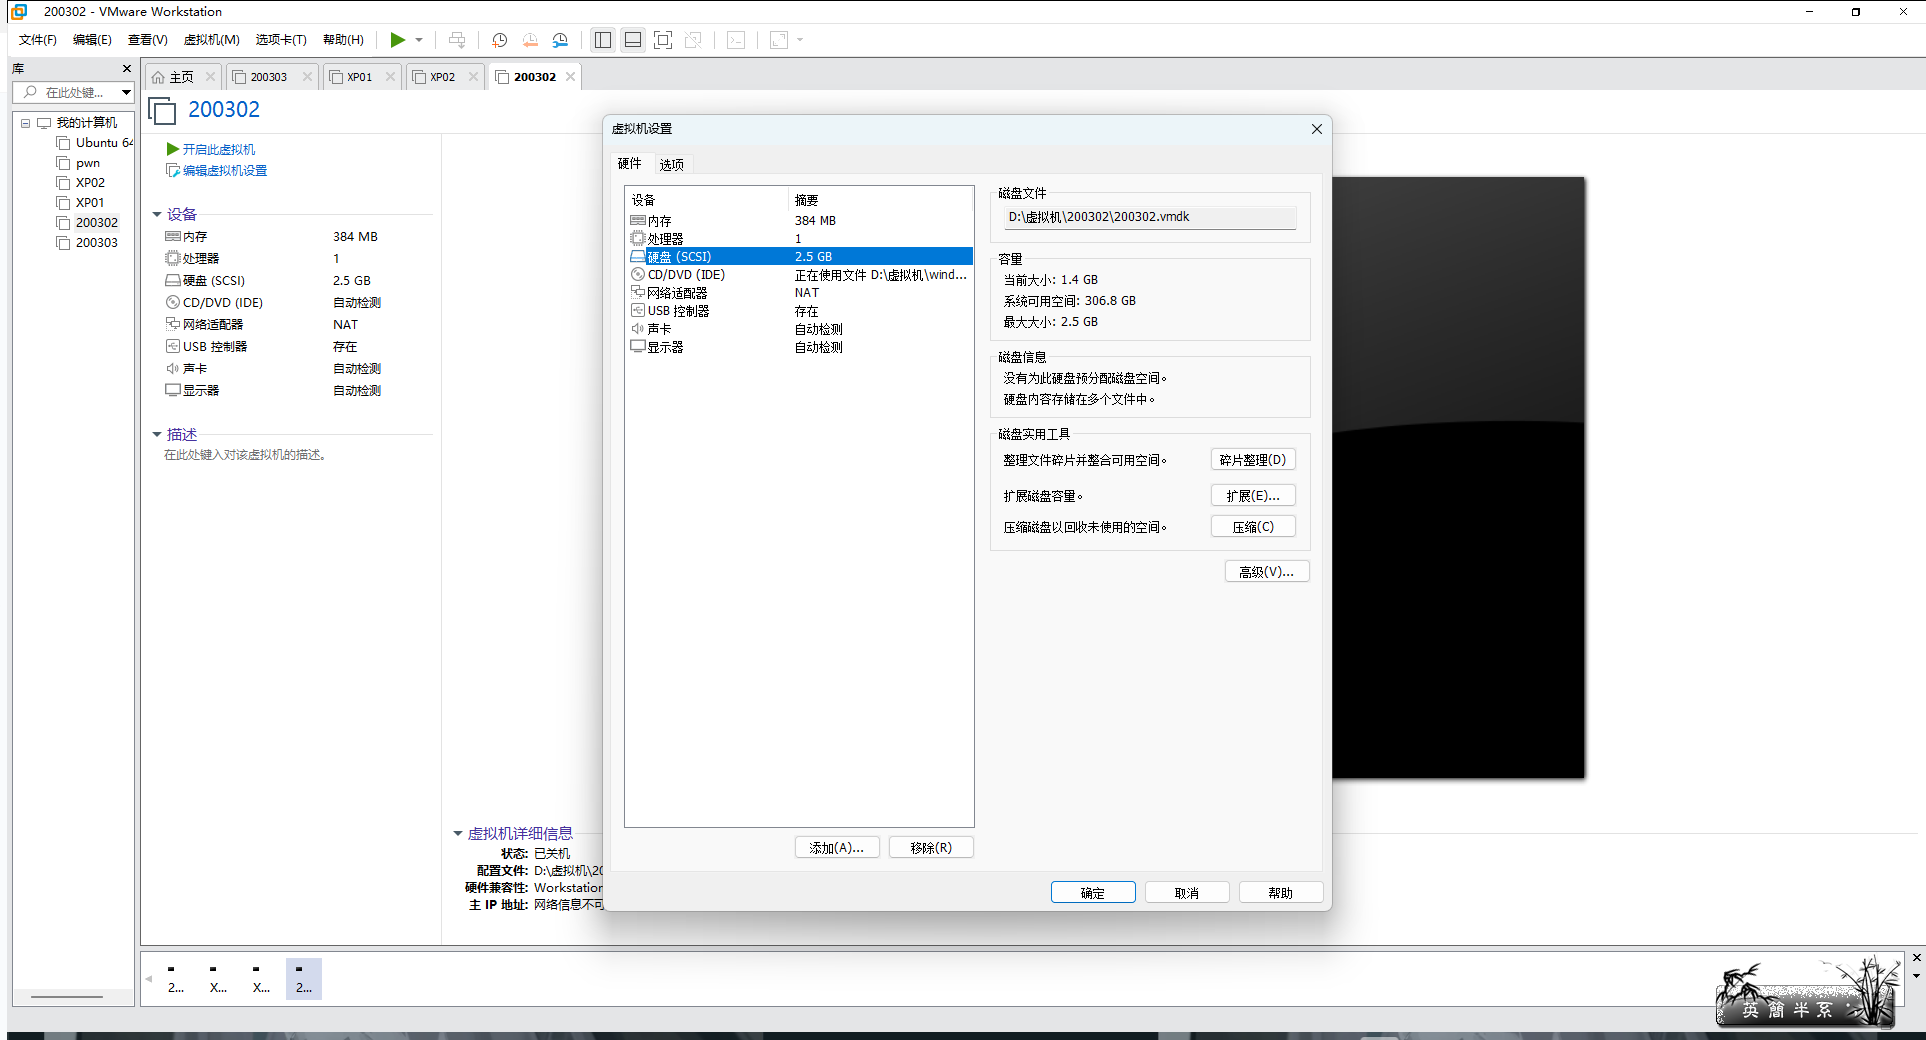 200302 - VMware Workstation
文件(F) 编辑(E) 查看(V) 虚拟机(M) 选项卡(T) 帮助(H)
库
在此处键...
我的计算机
Ubuntu 64
pwn
XP02
XP01
200302
200303
主页 200303 XP01 XP02 200302
200302
开启此虚拟机
编辑虚拟机设置
设备
内存 384 MB
处理器 1
硬盘 (SCSI) 2.5 GB
CD/DVD (IDE) 自动检测
网络适配器 NAT
USB 控制器 存在
声卡 自动检测
显示器 自动检测
描述
在此处键入对该虚拟机的描述。
虚拟机详细信息
状态: 已关机
配置文件: D:\虚拟机\20
硬件兼容性: Workstation
主 IP 地址: 网络信息不可
虚拟机设置
硬件 选项
设备 摘要
内存 384 MB
处理器 1
硬盘 (SCSI) 2.5 GB
CD/DVD (IDE) 正在使用文件 D:\虚拟机\wind...
网络适配器 NAT
USB 控制器 存在
声卡 自动检测
显示器 自动检测
添加(A)... 移除(R)
磁盘文件
D:\虚拟机\200302\200302.vmdk
容量
当前大小: 1.4 GB
系统可用空间: 306.8 GB
最大大小: 2.5 GB
磁盘信息
没有为此硬盘预分配磁盘空间。
硬盘内容存储在多个文件中。
磁盘实用工具
整理文件碎片并整合可用空间。 碎片整理(D)
扩展磁盘容量。 扩展(E)...
压缩磁盘以回收未使用的空间。 压缩(C)
高级(V)...
确定 取消 帮助
2... X... X... 2...
英 簡 半 系